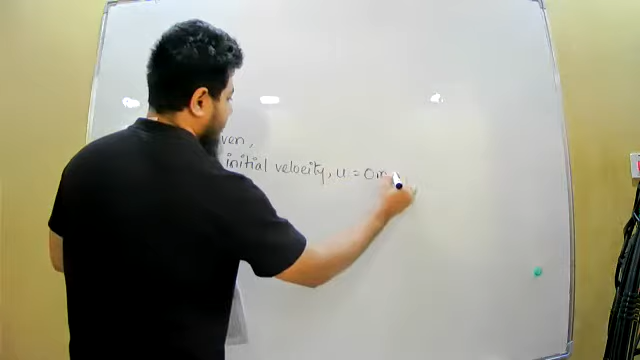 ven,
initial velocity, u = 0 m